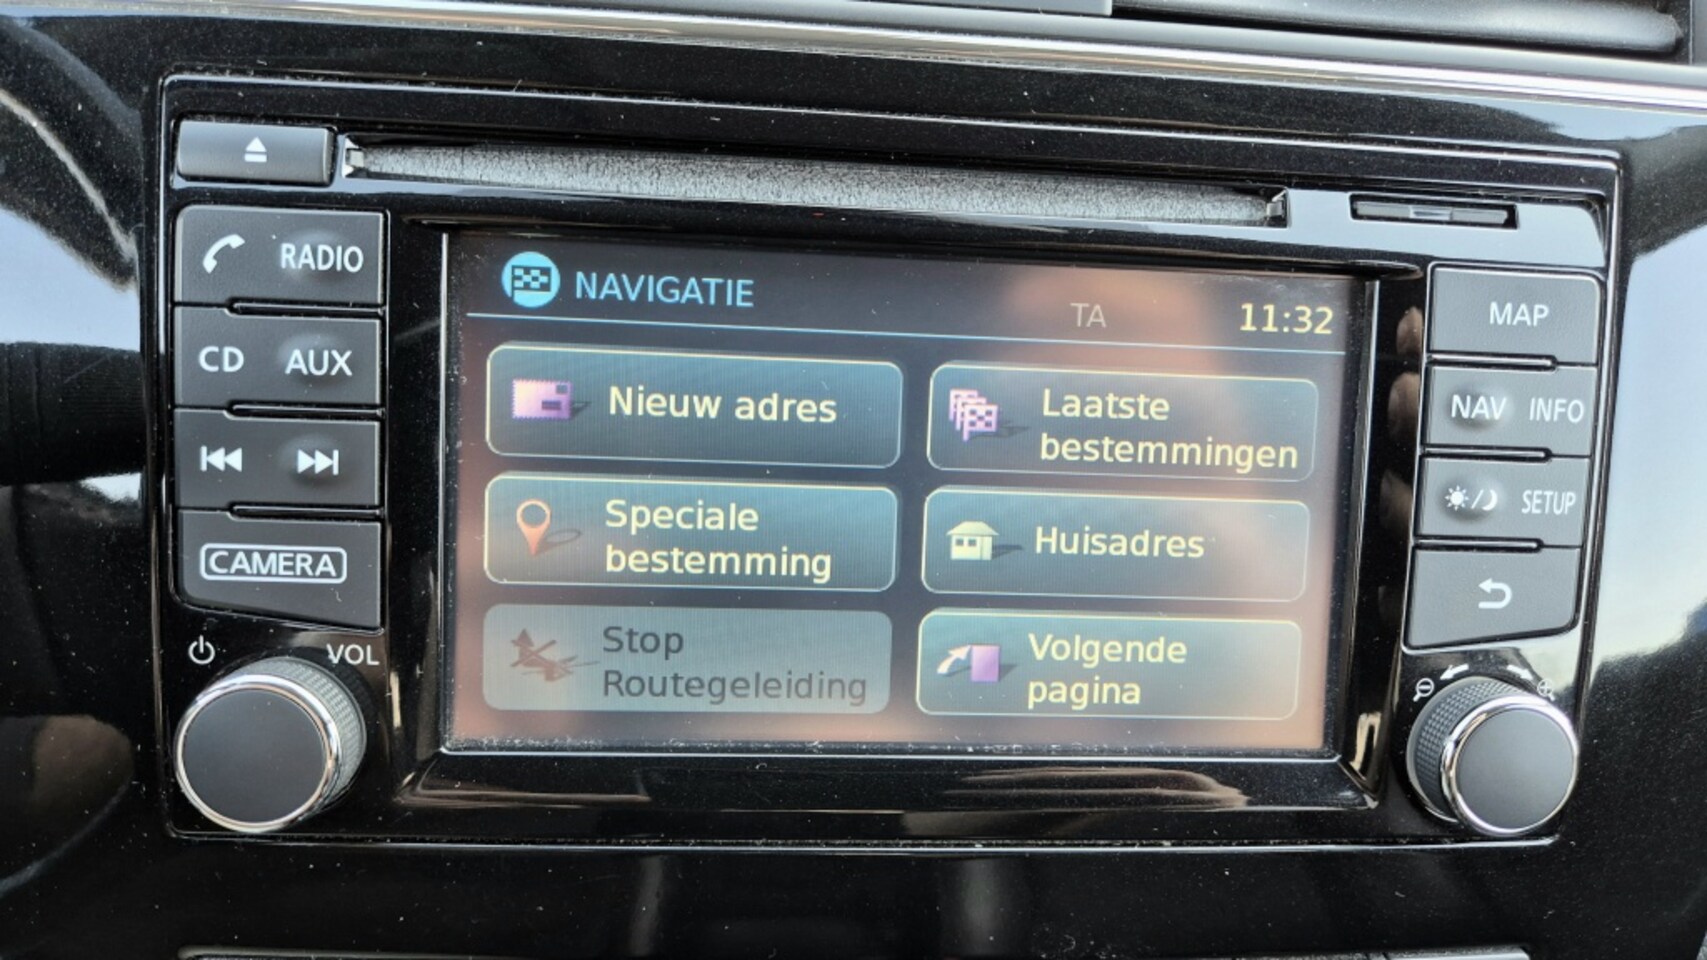 RADIO
CD AUX
CAMERA
VOL
NAVIGATIE
TA 11:32
Nieuw adres
Laatste
bestemmingen
Speciale
bestemming
Huisadres
Stop
Routegeleiding
Volgende
pagina
MAP
NAV INFO
SETUP